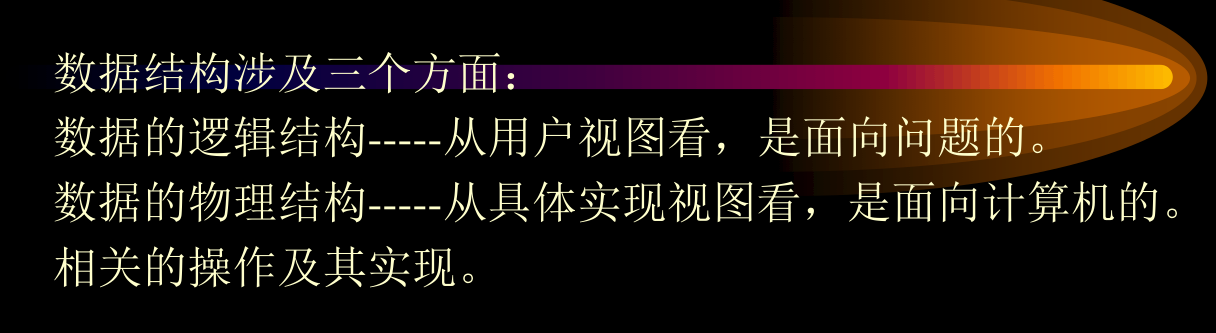 数据结构涉及三个方面：
数据的逻辑结构-----从用户视图看，是面向问题的。
数据的物理结构-----从具体实现视图看，是面向计算机的。
相关的操作及其实现。